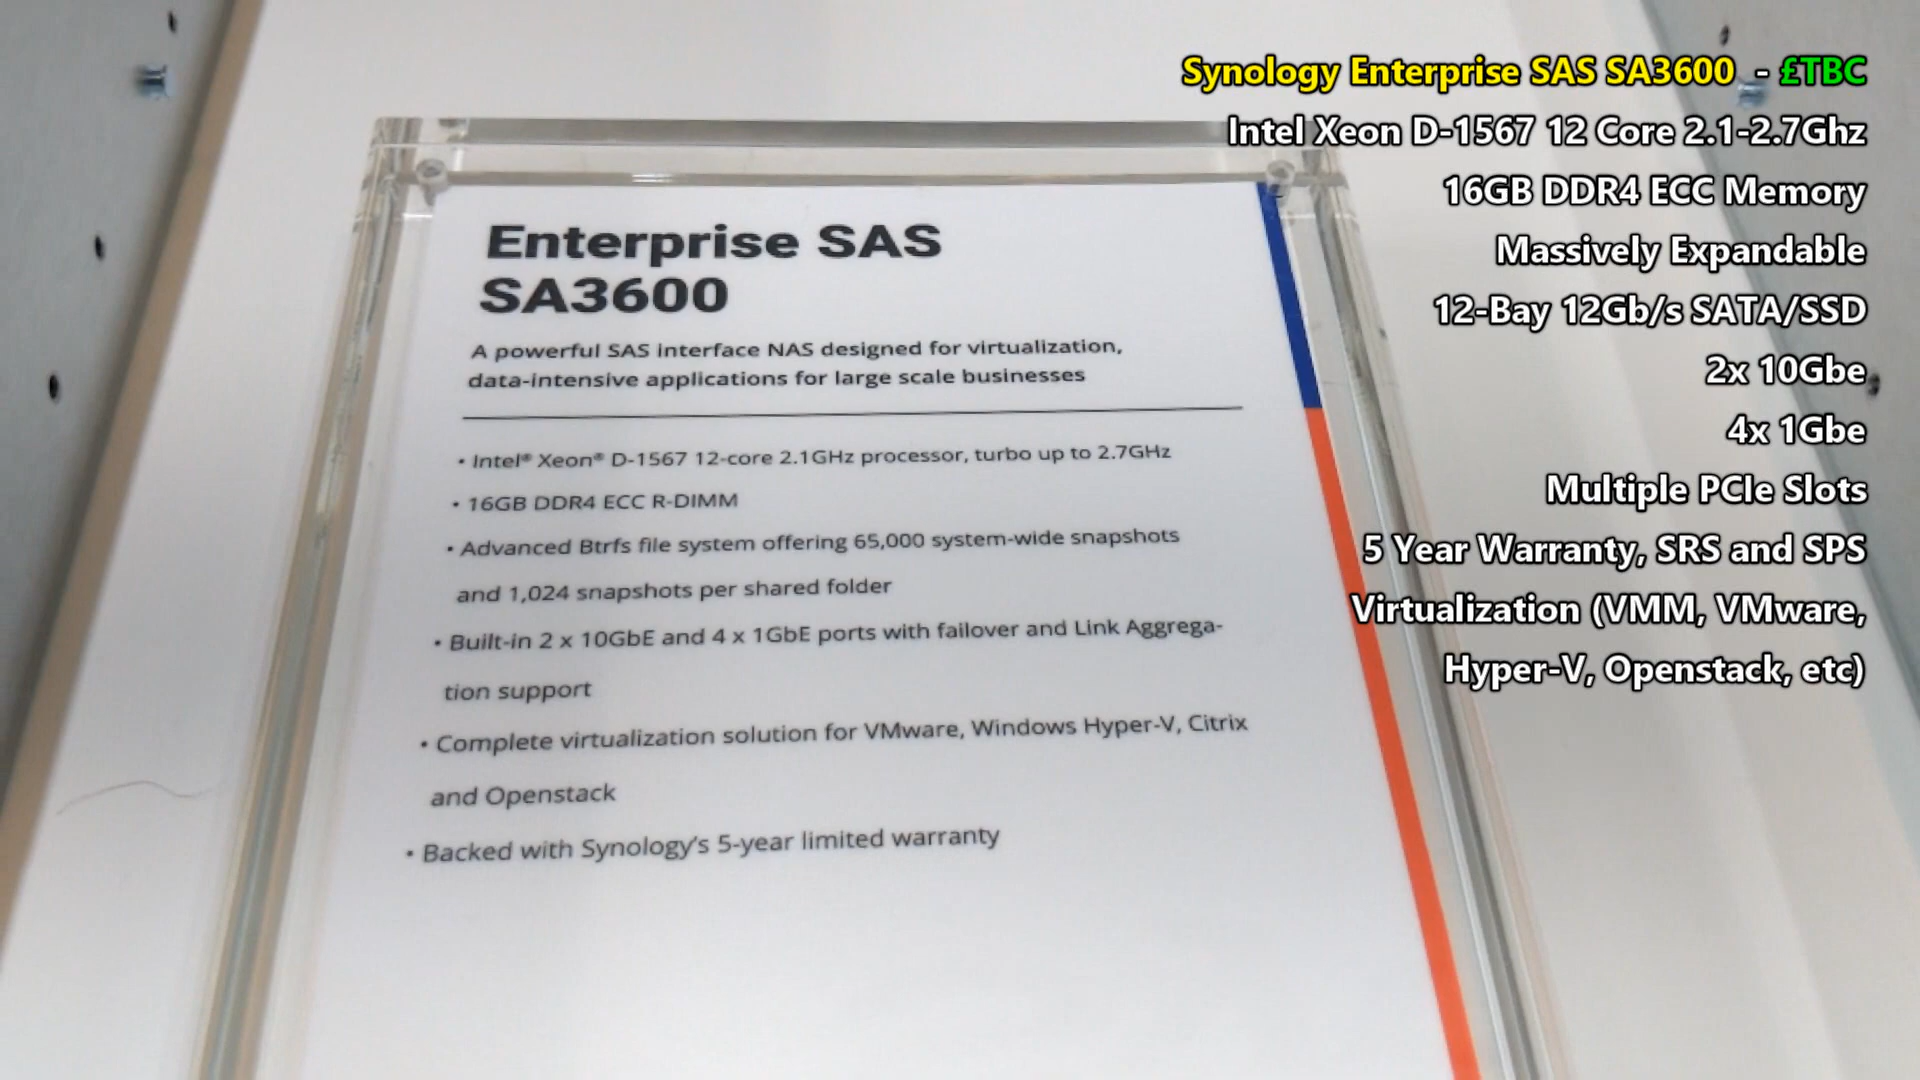 Enterprise SAS
SA3600
A powerful SAS interface NAS designed for virtualization,
data-intensive applications for large scale businesses
• Intel® Xeon® D-1567 12-core 2.1GHz processor, turbo up to 2.7GHz
• 16GB DDR4 ECC R-DIMM
• Advanced Btrfs file system offering 65,000 system-wide snapshots
and 1,024 snapshots per shared folder
• Built-in 2 x 10GbE and 4 x 1GbE ports with failover and Link Aggrega-
tion support
• Complete virtualization solution for VMware, Windows Hyper-V, Citrix
and Openstack
• Backed with Synology’s 5-year limited warranty
Synology Enterprise SAS SA3600 - £TBC
Intel Xeon D-1567 12 Core 2.1-2.7Ghz
16GB DDR4 ECC Memory
Massively Expandable
12-Bay 12Gb/s SATA/SSD
2x 10Gbe
4x 1Gbe
Multiple PCIe Slots
5 Year Warranty, SRS and SPS
Virtualization (VMM, VMware,
Hyper-V, Openstack, etc)